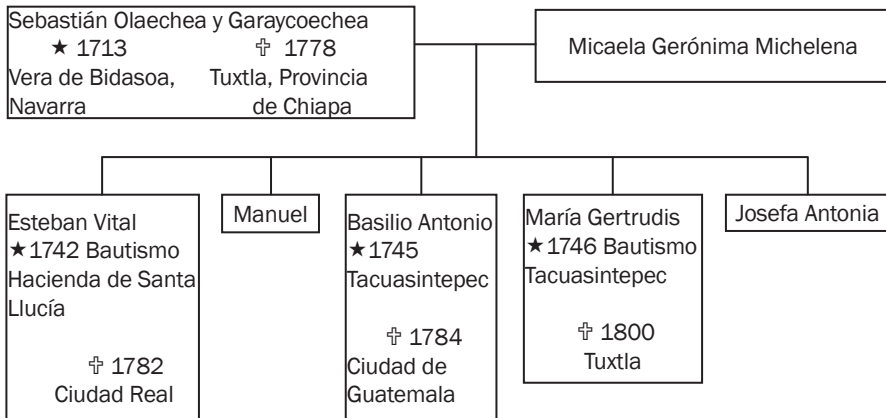 Sebastián Olaechea y Garaycoechea
★ 1713 ✞ 1778
Vera de Bidasoa, Tuxtla, Provincia
Navarra de Chiapa
Micaela Gerónima Michelena
Esteban Vital
★1742 Bautismo
Hacienda de Santa
Llucía
✞ 1782
Ciudad Real
Manuel
Basilio Antonio
★1745
Tacuasintepec
✞ 1784
Ciudad de
Guatemala
María Gertrudis
★1746 Bautismo
Tacuasintepec
✞ 1800
Tuxtla
Josefa Antonia